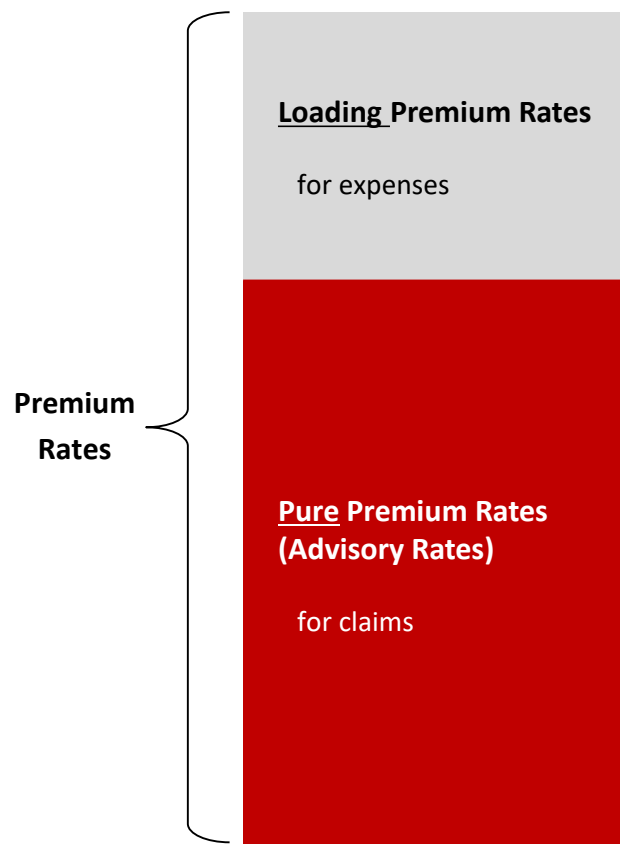 Loading Premium Rates
for expenses
Premium
Rates
Pure Premium Rates
(Advisory Rates)
for claims